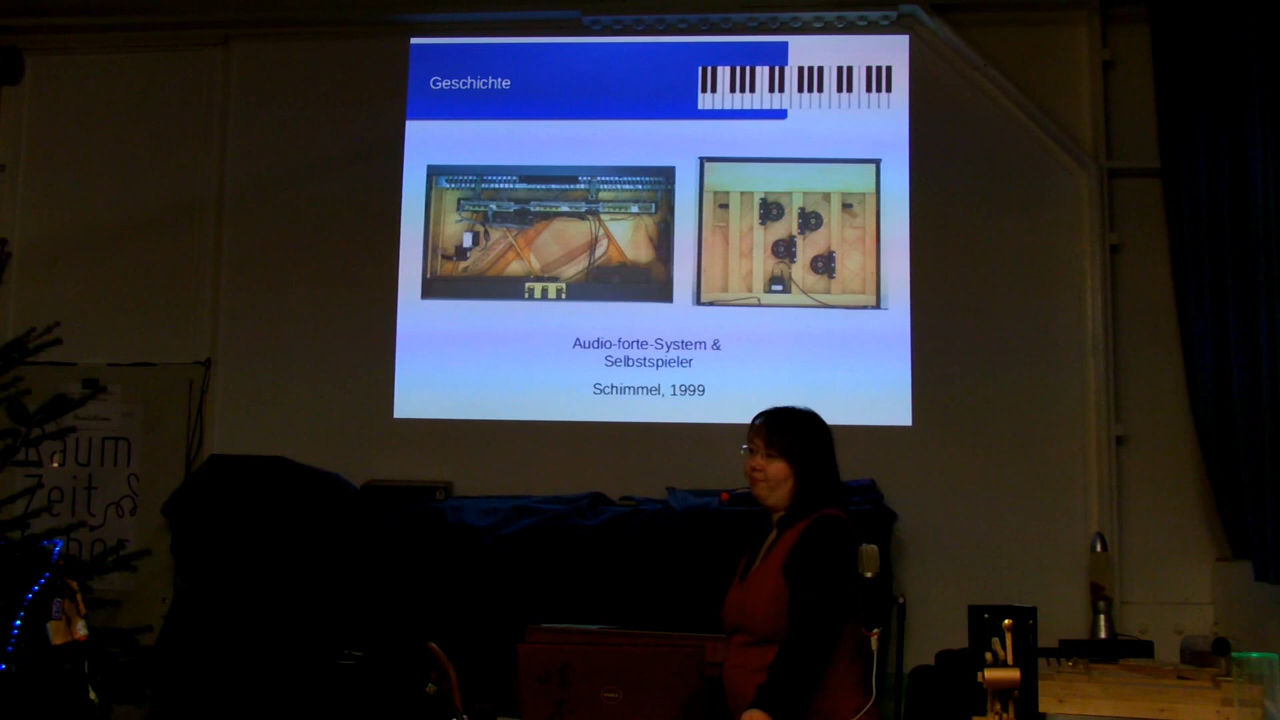 Geschichte
Audio-forte-System &
Selbstspieler
Schimmel, 1999
Raum
Zeit